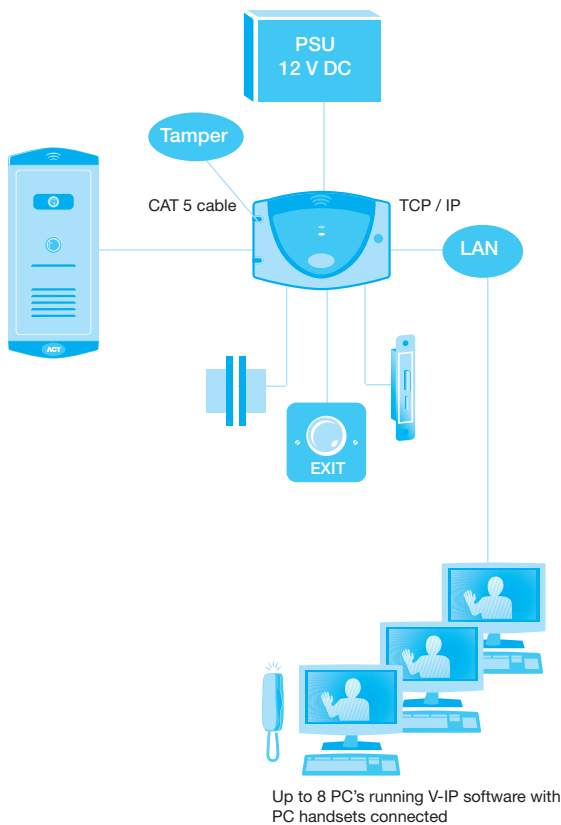 PSU
12 V DC
Tamper
CAT 5 cable
TCP / IP
LAN
ACT
EXIT
Up to 8 PC's running V-IP software with
PC handsets connected